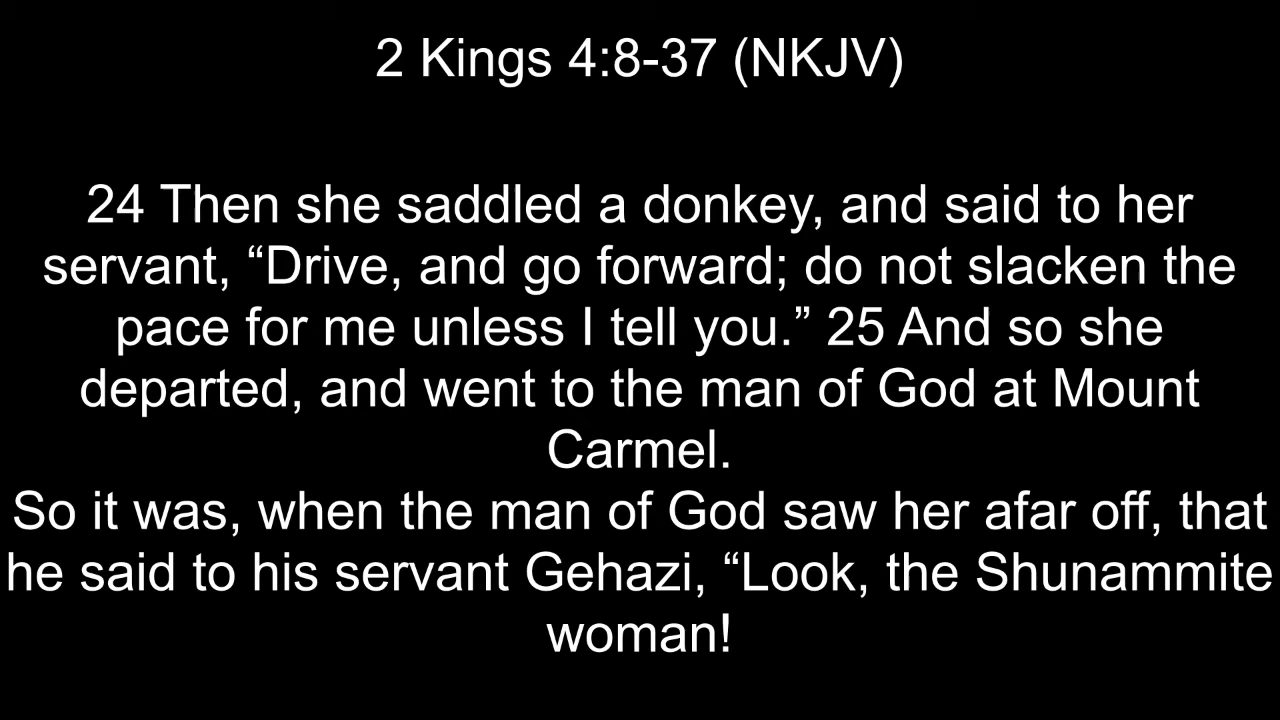 2 Kings 4:8-37 (NKJV)
24 Then she saddled a donkey, and said to her
servant, “Drive, and go forward; do not slacken the
pace for me unless I tell you.” 25 And so she
departed, and went to the man of God at Mount
Carmel.
So it was, when the man of God saw her afar off, that
he said to his servant Gehazi, “Look, the Shunammite
woman!